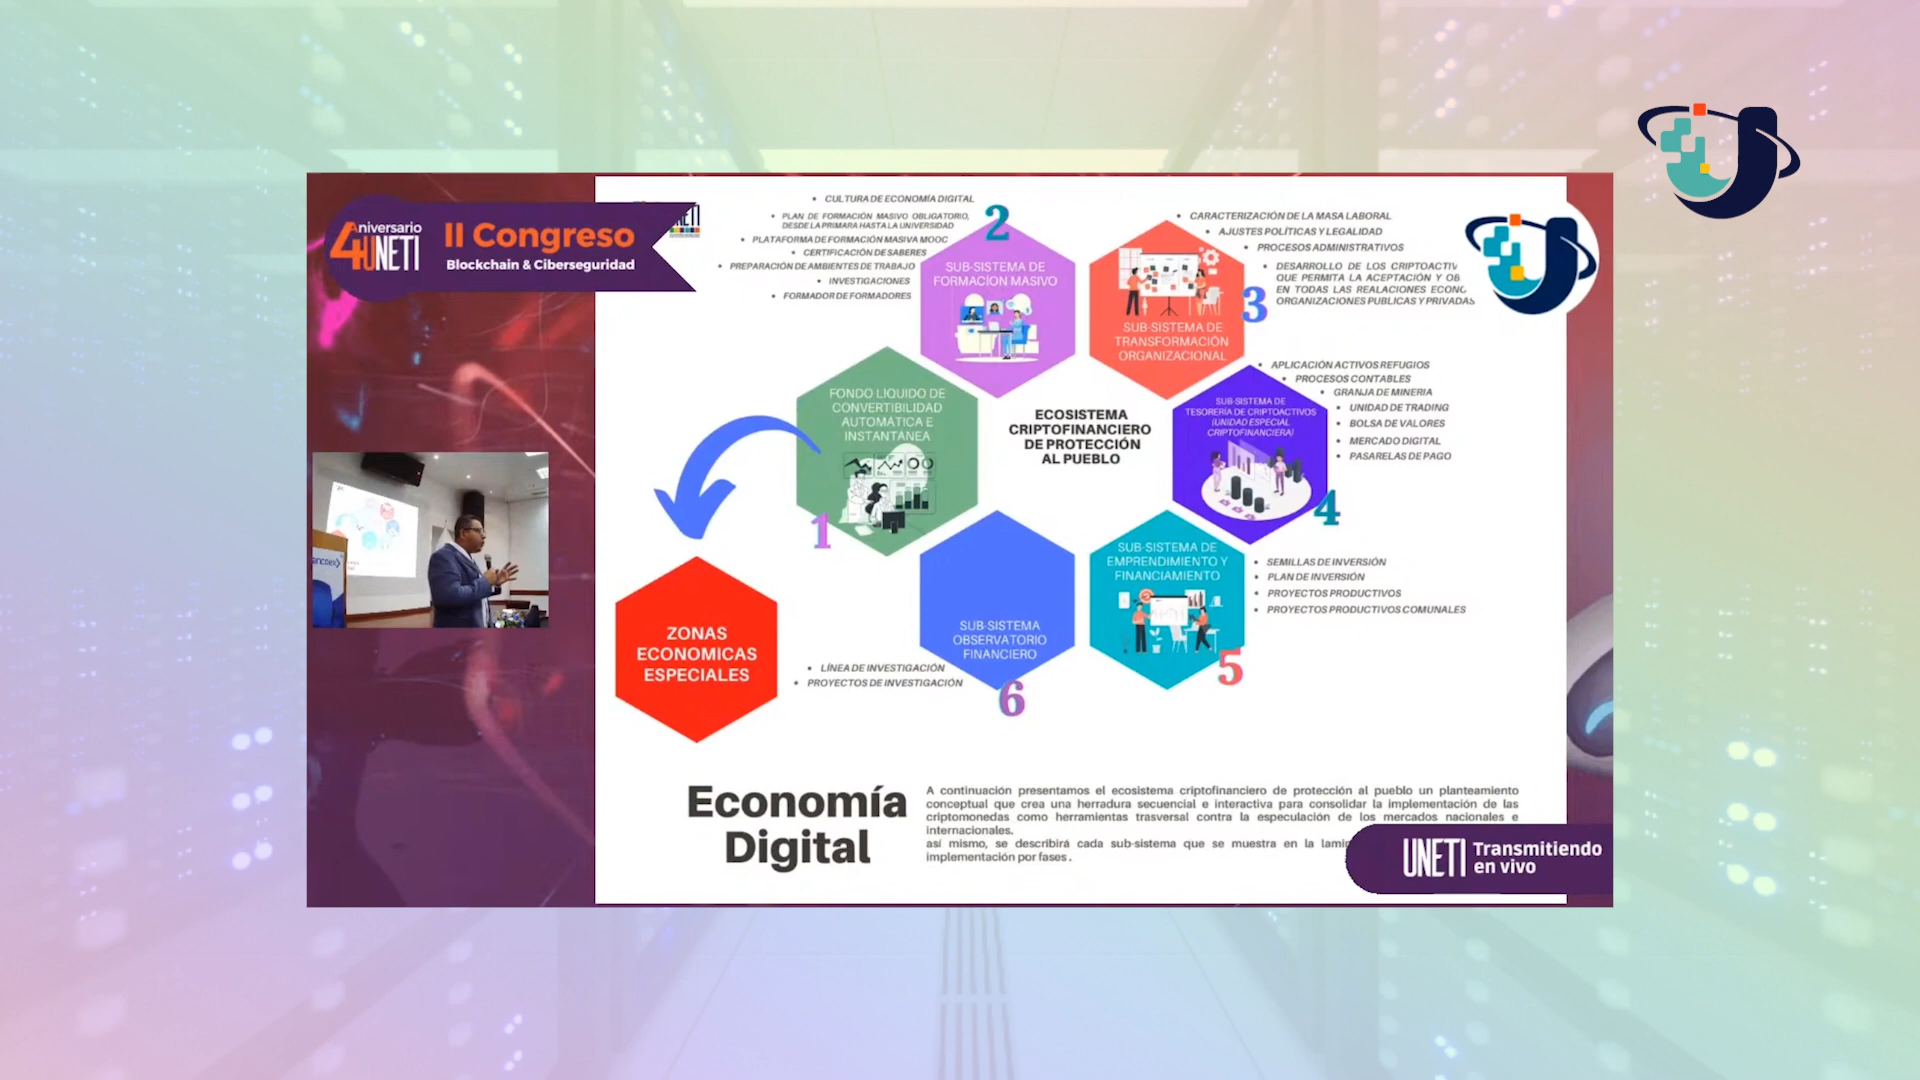 4 Aniversario
UNETI
II Congreso
Blockchain & Ciberseguridad
• CULTURA DE ECONOMÍA DIGITAL
• PLAN DE FORMACIÓN MASIVO OBLIGATORIO,
DESDE LA PRIMARA HASTA LA UNIVERSIDAD
• PLATAFORMA DE FORMACIÓN MASIVA MOOC
• CERTIFICACIÓN DE SABERES
• PREPARACIÓN DE AMBIENTES DE TRABAJO
• INVESTIGACIONES
• FORMADOR DE FORMADORES
2
SUB-SISTEMA DE
FORMACÍON MASIVO
• CARACTERIZACIÓN DE LA MASA LABORAL
• AJUSTES POLÍTICAS Y LEGALIDAD
• PROCESOS ADMINISTRATIVOS
• DESARROLLO DE LOS CRIPTOACTIV
QUE PERMITA LA ACEPTACIÓN Y OB
EN TODAS LAS REALACIONES ECONO
ORGANIZACIONES PUBLICAS Y PRIVADAS
3
SUB-SISTEMA DE
TRANSFORMACIÓN
ORGANIZACIONAL
FONDO LÍQUIDO DE
CONVERTIBILIDAD
AUTOMÁTICA E
INSTANTANEA
1
ECOSISTEMA
CRIPTOFINANCIERO
DE PROTECCIÓN
AL PUEBLO
SUB-SISTEMA DE
TESORERÍA DE CRIPTOACTIVOS
(UNIDAD ESPECIAL
CRIPTOFINANCIERA)
4
• APLICACIÓN ACTIVOS REFUGIOS
• PROCESOS CONTABLES
• GRANJA DE MINERIA
• UNIDAD DE TRADING
• BOLSA DE VALORES
• MERCADO DIGITAL
• PASARELAS DE PAGO
ZONAS
ECONOMICAS
ESPECIALES
SUB-SISTEMA
OBSERVATORIO
FINANCIERO
6
• LÍNEA DE INVESTIGACIÓN
• PROYECTOS DE INVESTIGACIÓN
SUB-SISTEMA DE
EMPRENDIMIENTO Y
FINANCIAMIENTO
5
• SEMILLAS DE INVERSIÓN
• PLAN DE INVERSIÓN
• PROYECTOS PRODUCTIVOS
• PROYECTOS PRODUCTIVOS COMUNALES
Economía
Digital
A continuación presentamos el ecosistema criptofinanciero de protección al pueblo un planteamiento
conceptual que crea una herradura secuencial e interactiva para consolidar la implementación de las
criptomonedas como herramientas trasversal contra la especulación de los mercados nacionales e
internacionales.
así mismo, se describirá cada sub-sistema que se muestra en la lamin
implementación por fases .
UNETI Transmitiendo
en vivo